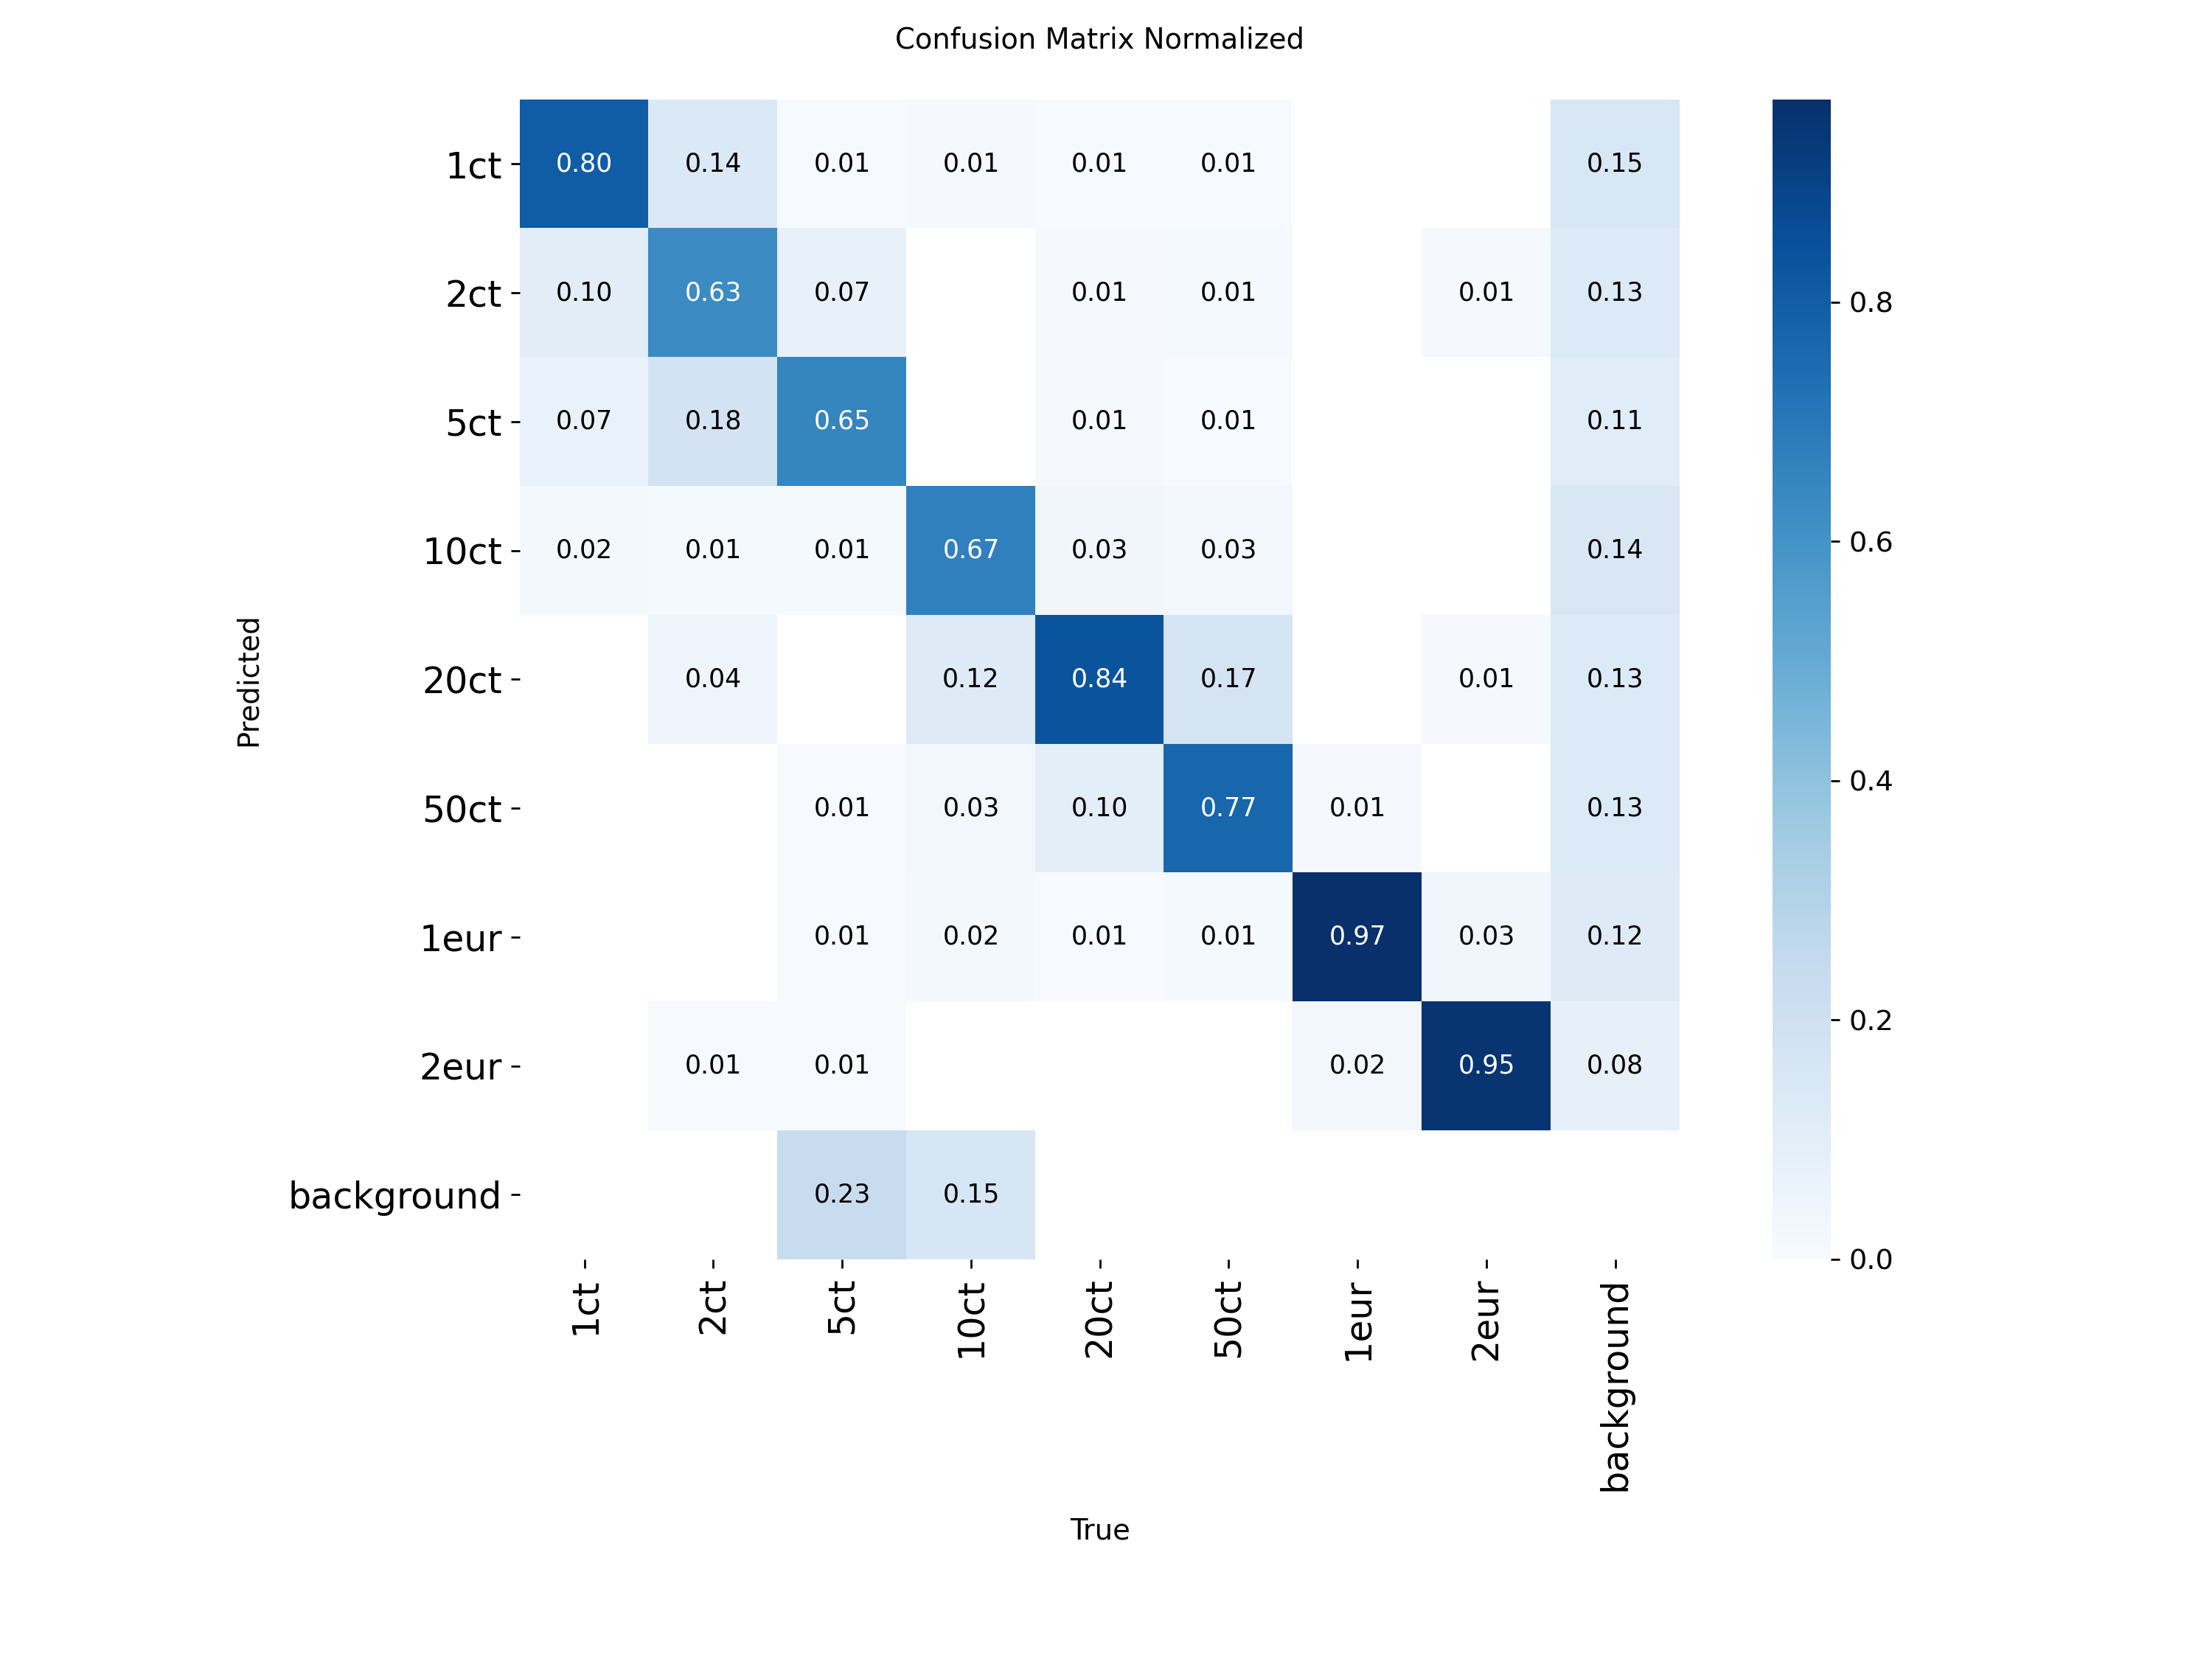 Confusion Matrix Normalized
1ct 0.80 0.14 0.01 0.01 0.01 0.01 0.15
2ct 0.10 0.63 0.07 0.01 0.01 0.01 0.13
5ct 0.07 0.18 0.65 0.01 0.01 0.11
10ct 0.02 0.01 0.01 0.67 0.03 0.03 0.14
20ct 0.04 0.12 0.84 0.17 0.01 0.13
50ct 0.01 0.03 0.10 0.77 0.01 0.13
1eur 0.01 0.02 0.01 0.01 0.97 0.03 0.12
2eur 0.01 0.01 0.02 0.95 0.08
background 0.23 0.15
Predicted
1ct 2ct 5ct 10ct 20ct 50ct 1eur 2eur background
True
0.8
0.6
0.4
0.2
0.0